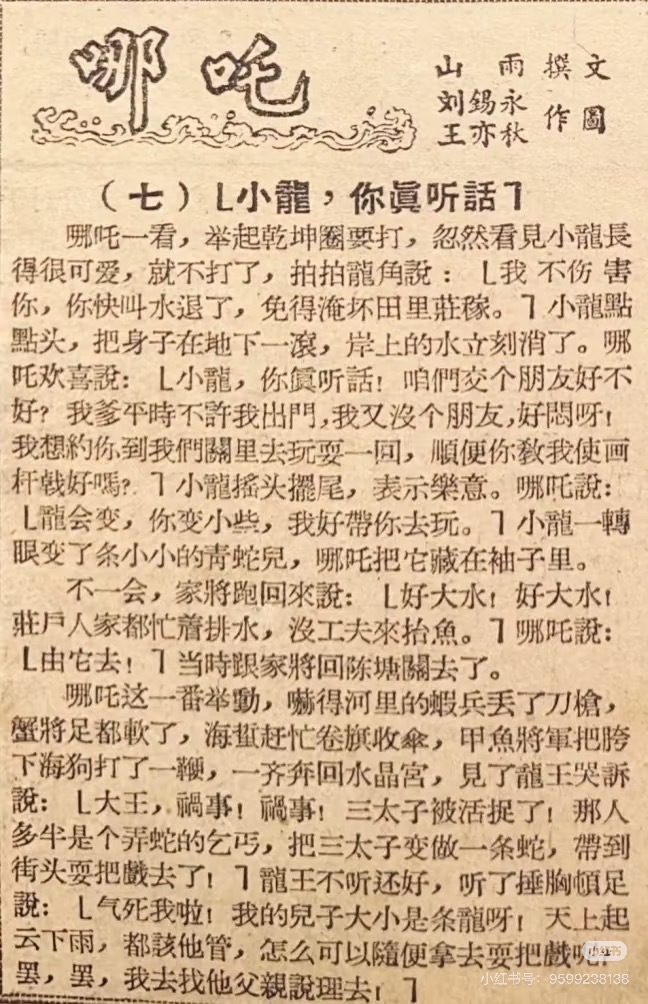 哪吒
山雨撰文
刘錫永
王亦秋作圖
(七)「小龍,你眞听話」
哪吒一看,举起乾坤圈要打,忽然看見小龍長
得很可爱,就不打了,拍拍龍角說:「我不伤害
你,你快叫水退了,免得淹坏田里莊稼。」小龍點
點头,把身子在地下一滾,岸上的水立刻消了。哪
吒欢喜說:「小龍,你眞听話!咱們交个朋友好不
好?我爹平時不許我出門,我又沒个朋友,好悶呀!
我想約你到我們關里去玩耍一回,順便你敎我使画
杆戟好嗎?」小龍摇头擺尾,表示樂意。哪吒說:
「龍会变,你变小些,我好帶你去玩。」小龍一轉
眼变了条小小的靑蛇兒,哪吒把它藏在袖子里。
不一会,家將跑回來說:「好大水!好大水!
莊戶人家都忙着排水,沒工夫來抬魚。」哪吒說:
「由它去!」当時跟家將回陈塘關去了。
哪吒这一番举動,嚇得河里的蝦兵丢了刀槍,
蟹將足都軟了,海蜇赶忙卷旗收傘,甲魚將軍把胯
下海狗打了一鞭,一齐奔回水晶宮,見了龍王哭訴
說:「大王,禍事!禍事!三太子被活捉了!那人
多半是个弄蛇的乞丐,把三太子变做一条蛇,帶到
街头耍把戲去了!」龍王不听还好,听了捶胸頓足
說:「气死我啦!我的兒子大小是条龍呀!天上起
云下雨,都該他管,怎么可以隨便拿去耍把戲呢!
罢,罢,我去找他父親說理去!」
小红书
小红书号:9599238138